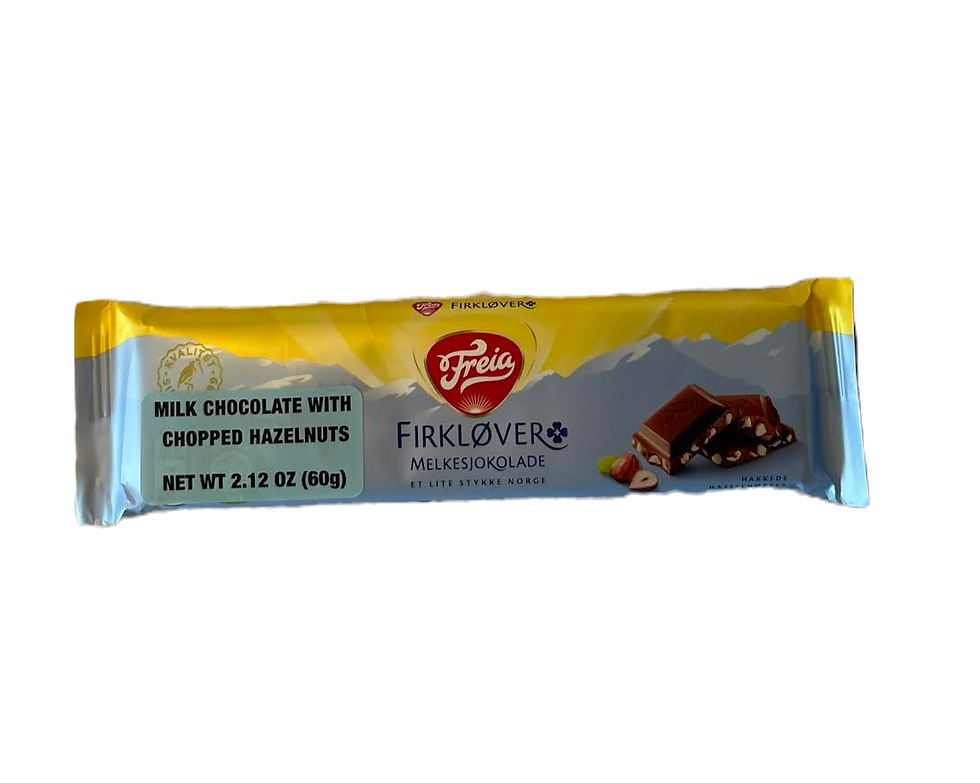 Freia FIRKLØVER
KVALITET
Freia
MILK CHOCOLATE WITH
CHOPPED HAZELNUTS
NET WT 2.12 OZ (60g)
FIRKLØVER
MELKESJOKOLADE
ET LITE STYKKE NORGE
HAKKEDE